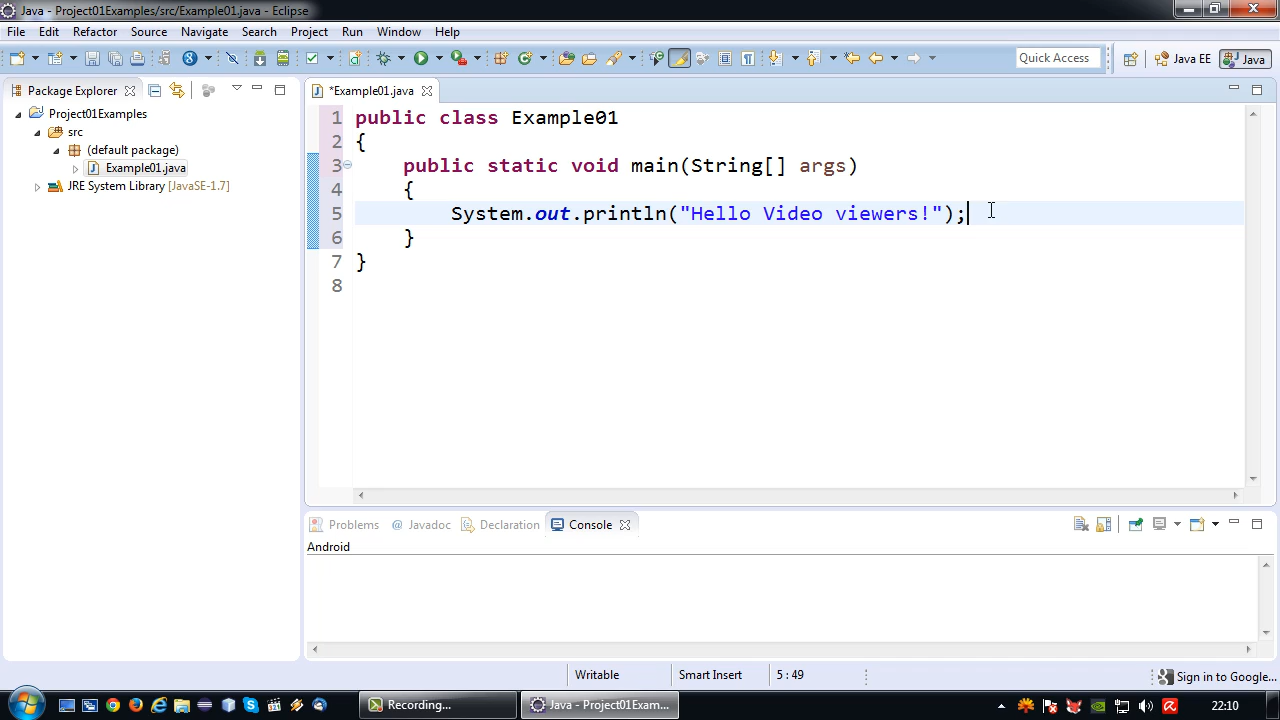 Java - Project01Examples/src/Example01.java - Eclipse
File Edit Refactor Source Navigate Search Project Run Window Help
Quick Access Java EE Java
Package Explorer
Project01Examples
src
(default package)
Example01.java
JRE System Library [JavaSE-1.7]
*Example01.java
1 public class Example01
2 {
3 public static void main(String[] args)
4 {
5 System.out.println("Hello Video viewers!");
6 }
7 }
8
Problems @ Javadoc Declaration Console
Android
Writable Smart Insert 5 : 49 Sign in to Google...
Recording... Java - Project01Exam... 22:10